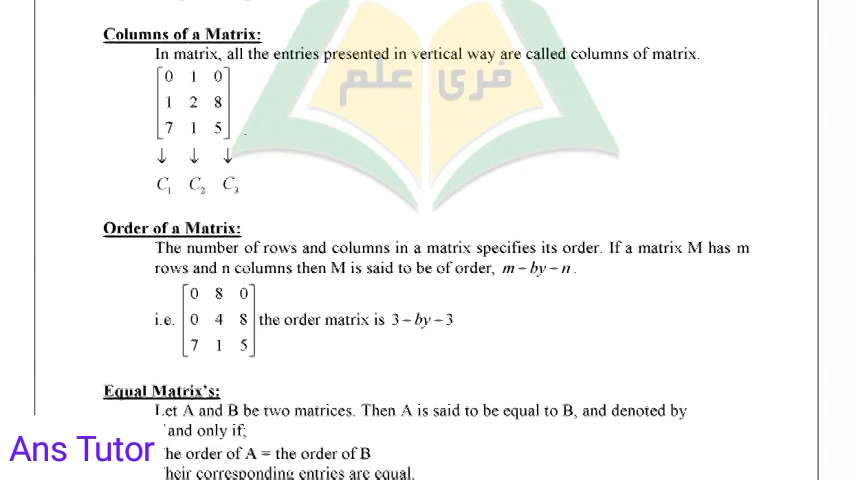 Columns of a Matrix:
In matrix, all the entries presented in vertical way are called columns of matrix.
فری علم
0 1 0
1 2 8
7 1 5
↓ ↓ ↓
C₁ C₂ C₃
Order of a Matrix:
The number of rows and columns in a matrix specifies its order. If a matrix M has m
rows and n columns then M is said to be of order, m – by – n.
0 8 0
i.e. 0 4 8 the order matrix is 3 – by – 3
7 1 5
Equal Matrix's:
Let A and B be two matrices. Then A is said to be equal to B, and denoted by
and only if;
Ans Tutor
he order of A = the order of B
heir corresponding entries are equal.